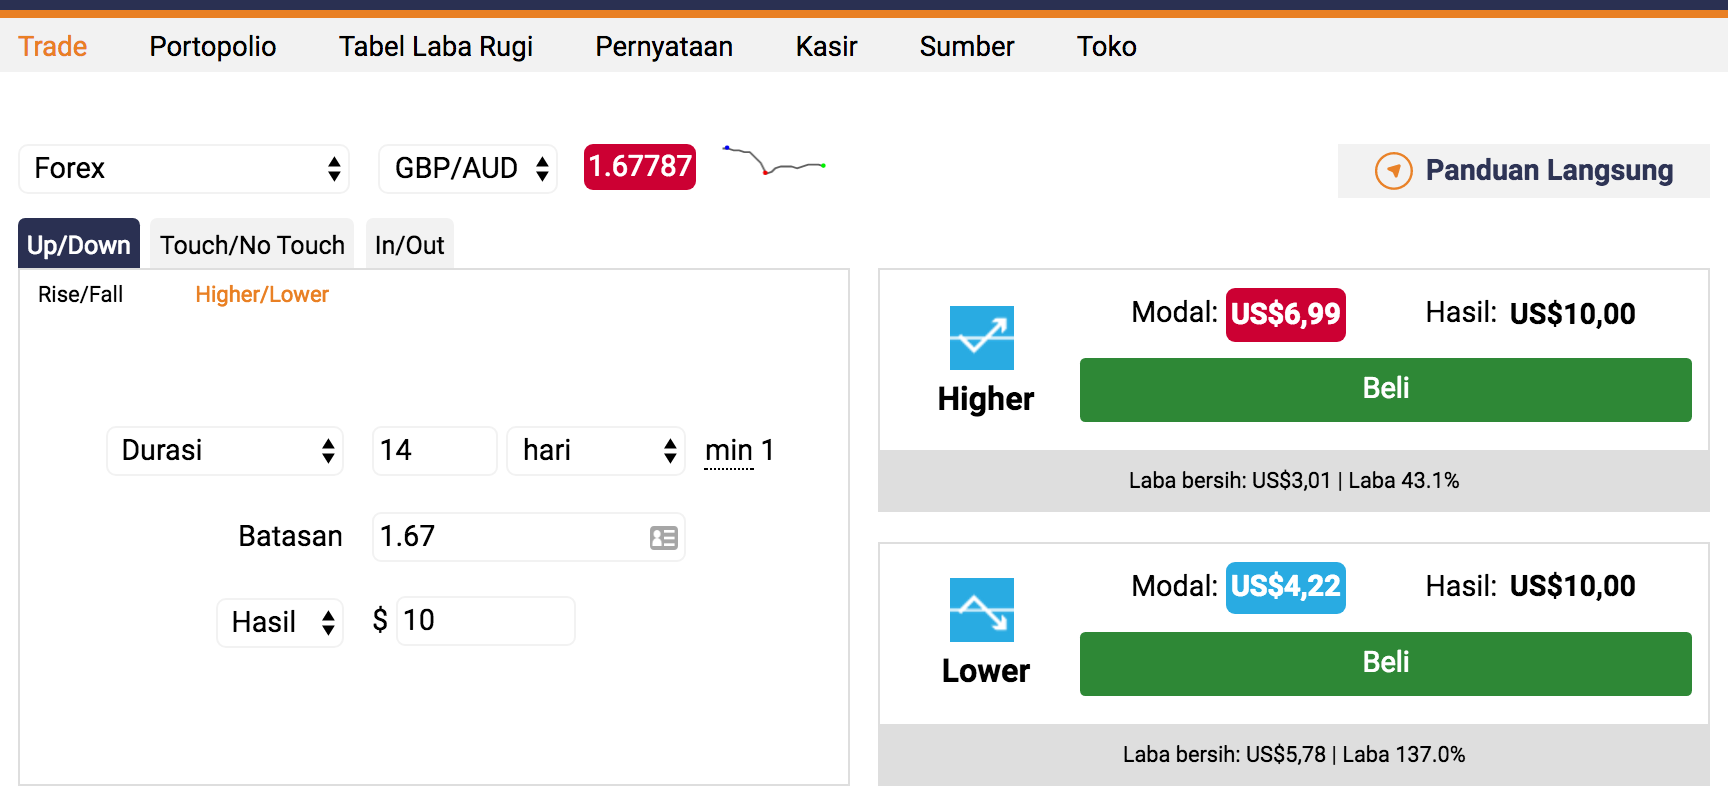 Trade Portopolio Tabel Laba Rugi Pernyataan Kasir Sumber Toko
Forex GBP/AUD 1.67787 Panduan Langsung
Up/Down Touch/No Touch In/Out
Rise/Fall Higher/Lower
Durasi 14 hari min 1
Batasan 1.67
Hasil $ 10
Modal: US$6,99 Hasil: US$10,00
Higher Beli
Laba bersih: US$3,01 | Laba 43.1%
Modal: US$4,22 Hasil: US$10,00
Lower Beli
Laba bersih: US$5,78 | Laba 137.0%